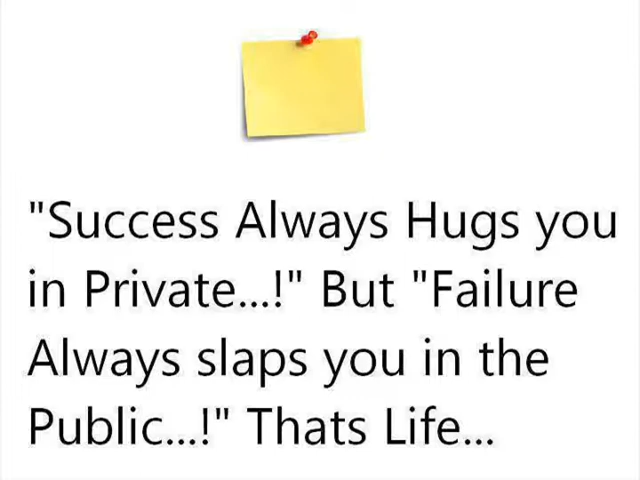 "Success Always Hugs you
in Private...!" But "Failure
Always slaps you in the
Public...!" Thats Life...